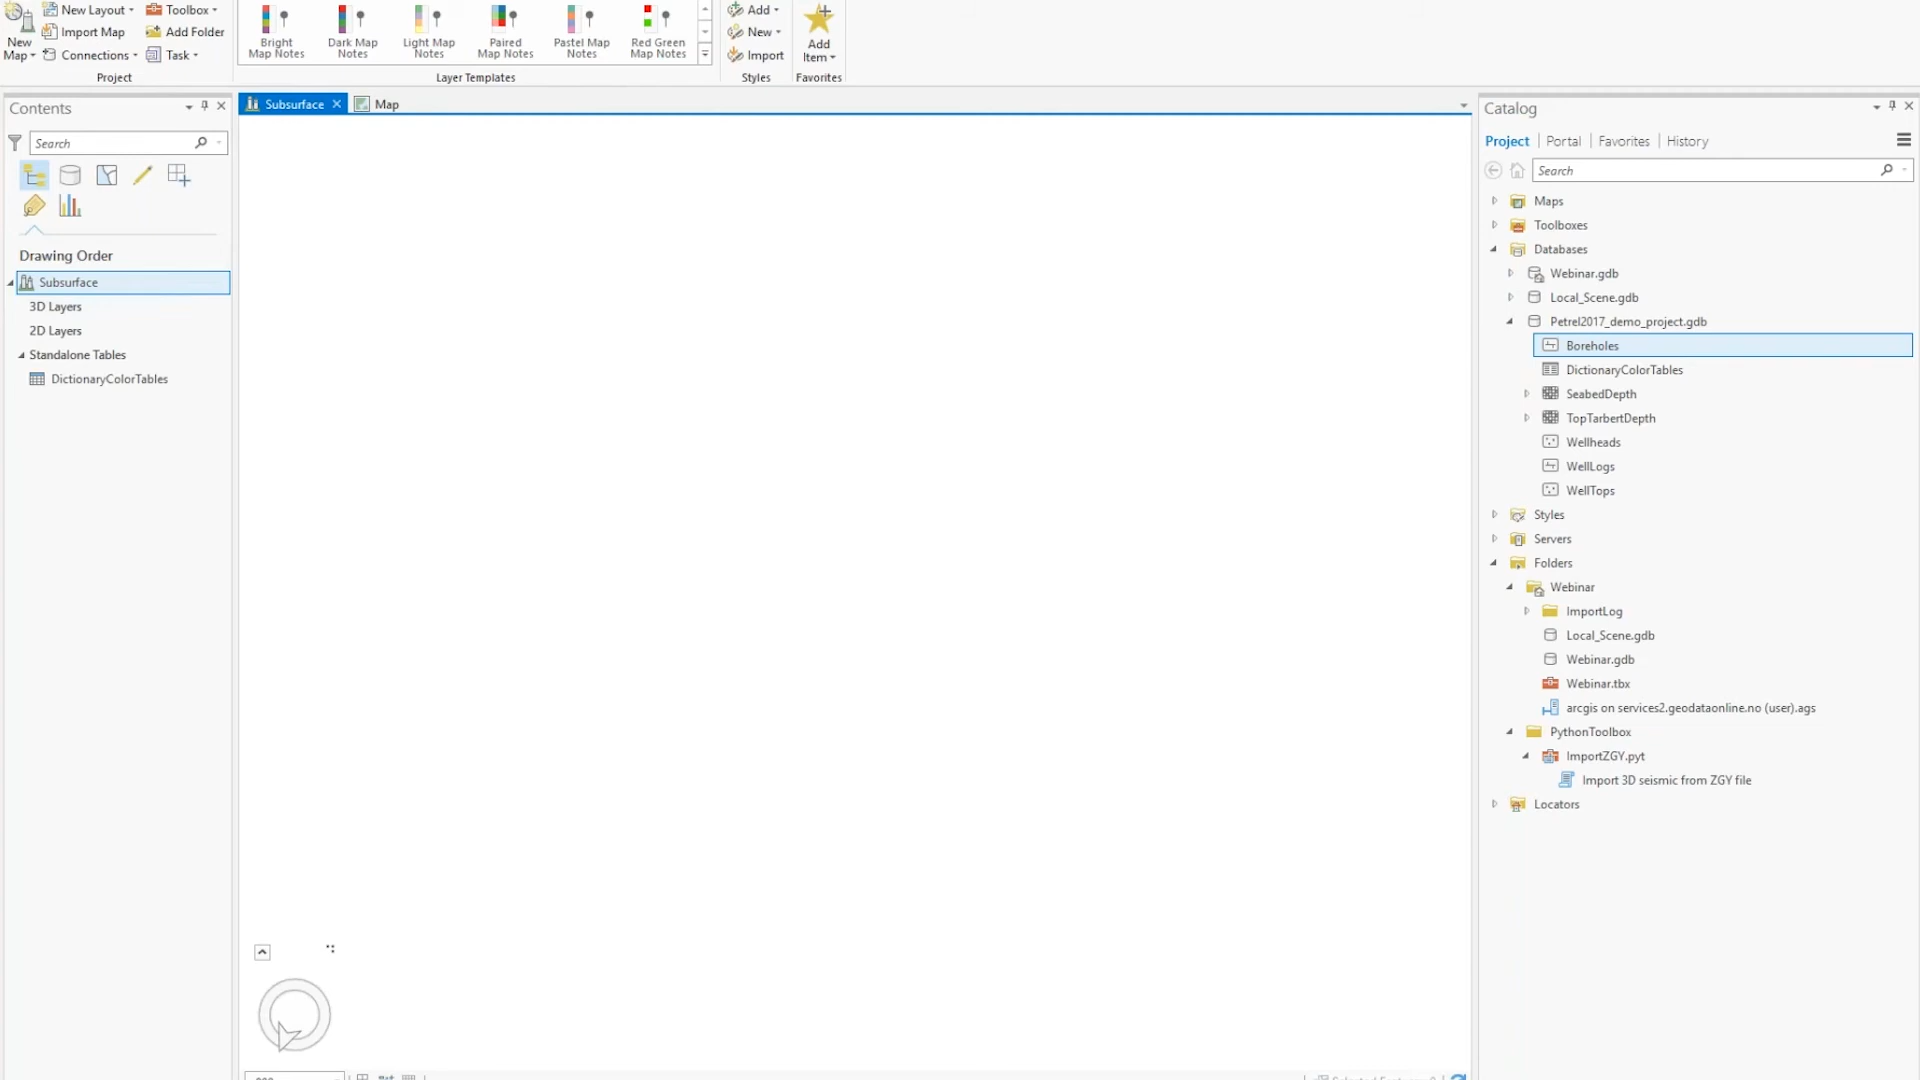 New Layout
Toolbox
New
Map
Import Map
Add Folder
Connections
Task
Project
Bright
Map Notes
Dark Map
Notes
Light Map
Notes
Paired
Map Notes
Pastel Map
Notes
Red Green
Map Notes
Layer Templates
Add
New
Import
Styles
Add
Item
Favorites
Contents
Search
Drawing Order
Subsurface
3D Layers
2D Layers
Standalone Tables
DictionaryColorTables
Subsurface
Map
Catalog
Project
Portal
Favorites
History
Search
Maps
Toolboxes
Databases
Webinar.gdb
Local_Scene.gdb
Petrel2017_demo_project.gdb
Boreholes
DictionaryColorTables
SeabedDepth
TopTarbertDepth
Wellheads
WellLogs
WellTops
Styles
Servers
Folders
Webinar
ImportLog
Local_Scene.gdb
Webinar.gdb
Webinar.tbx
arcgis on services2.geodataonline.no (user).ags
PythonToolbox
ImportZGY.pyt
Import 3D seismic from ZGY file
Locators